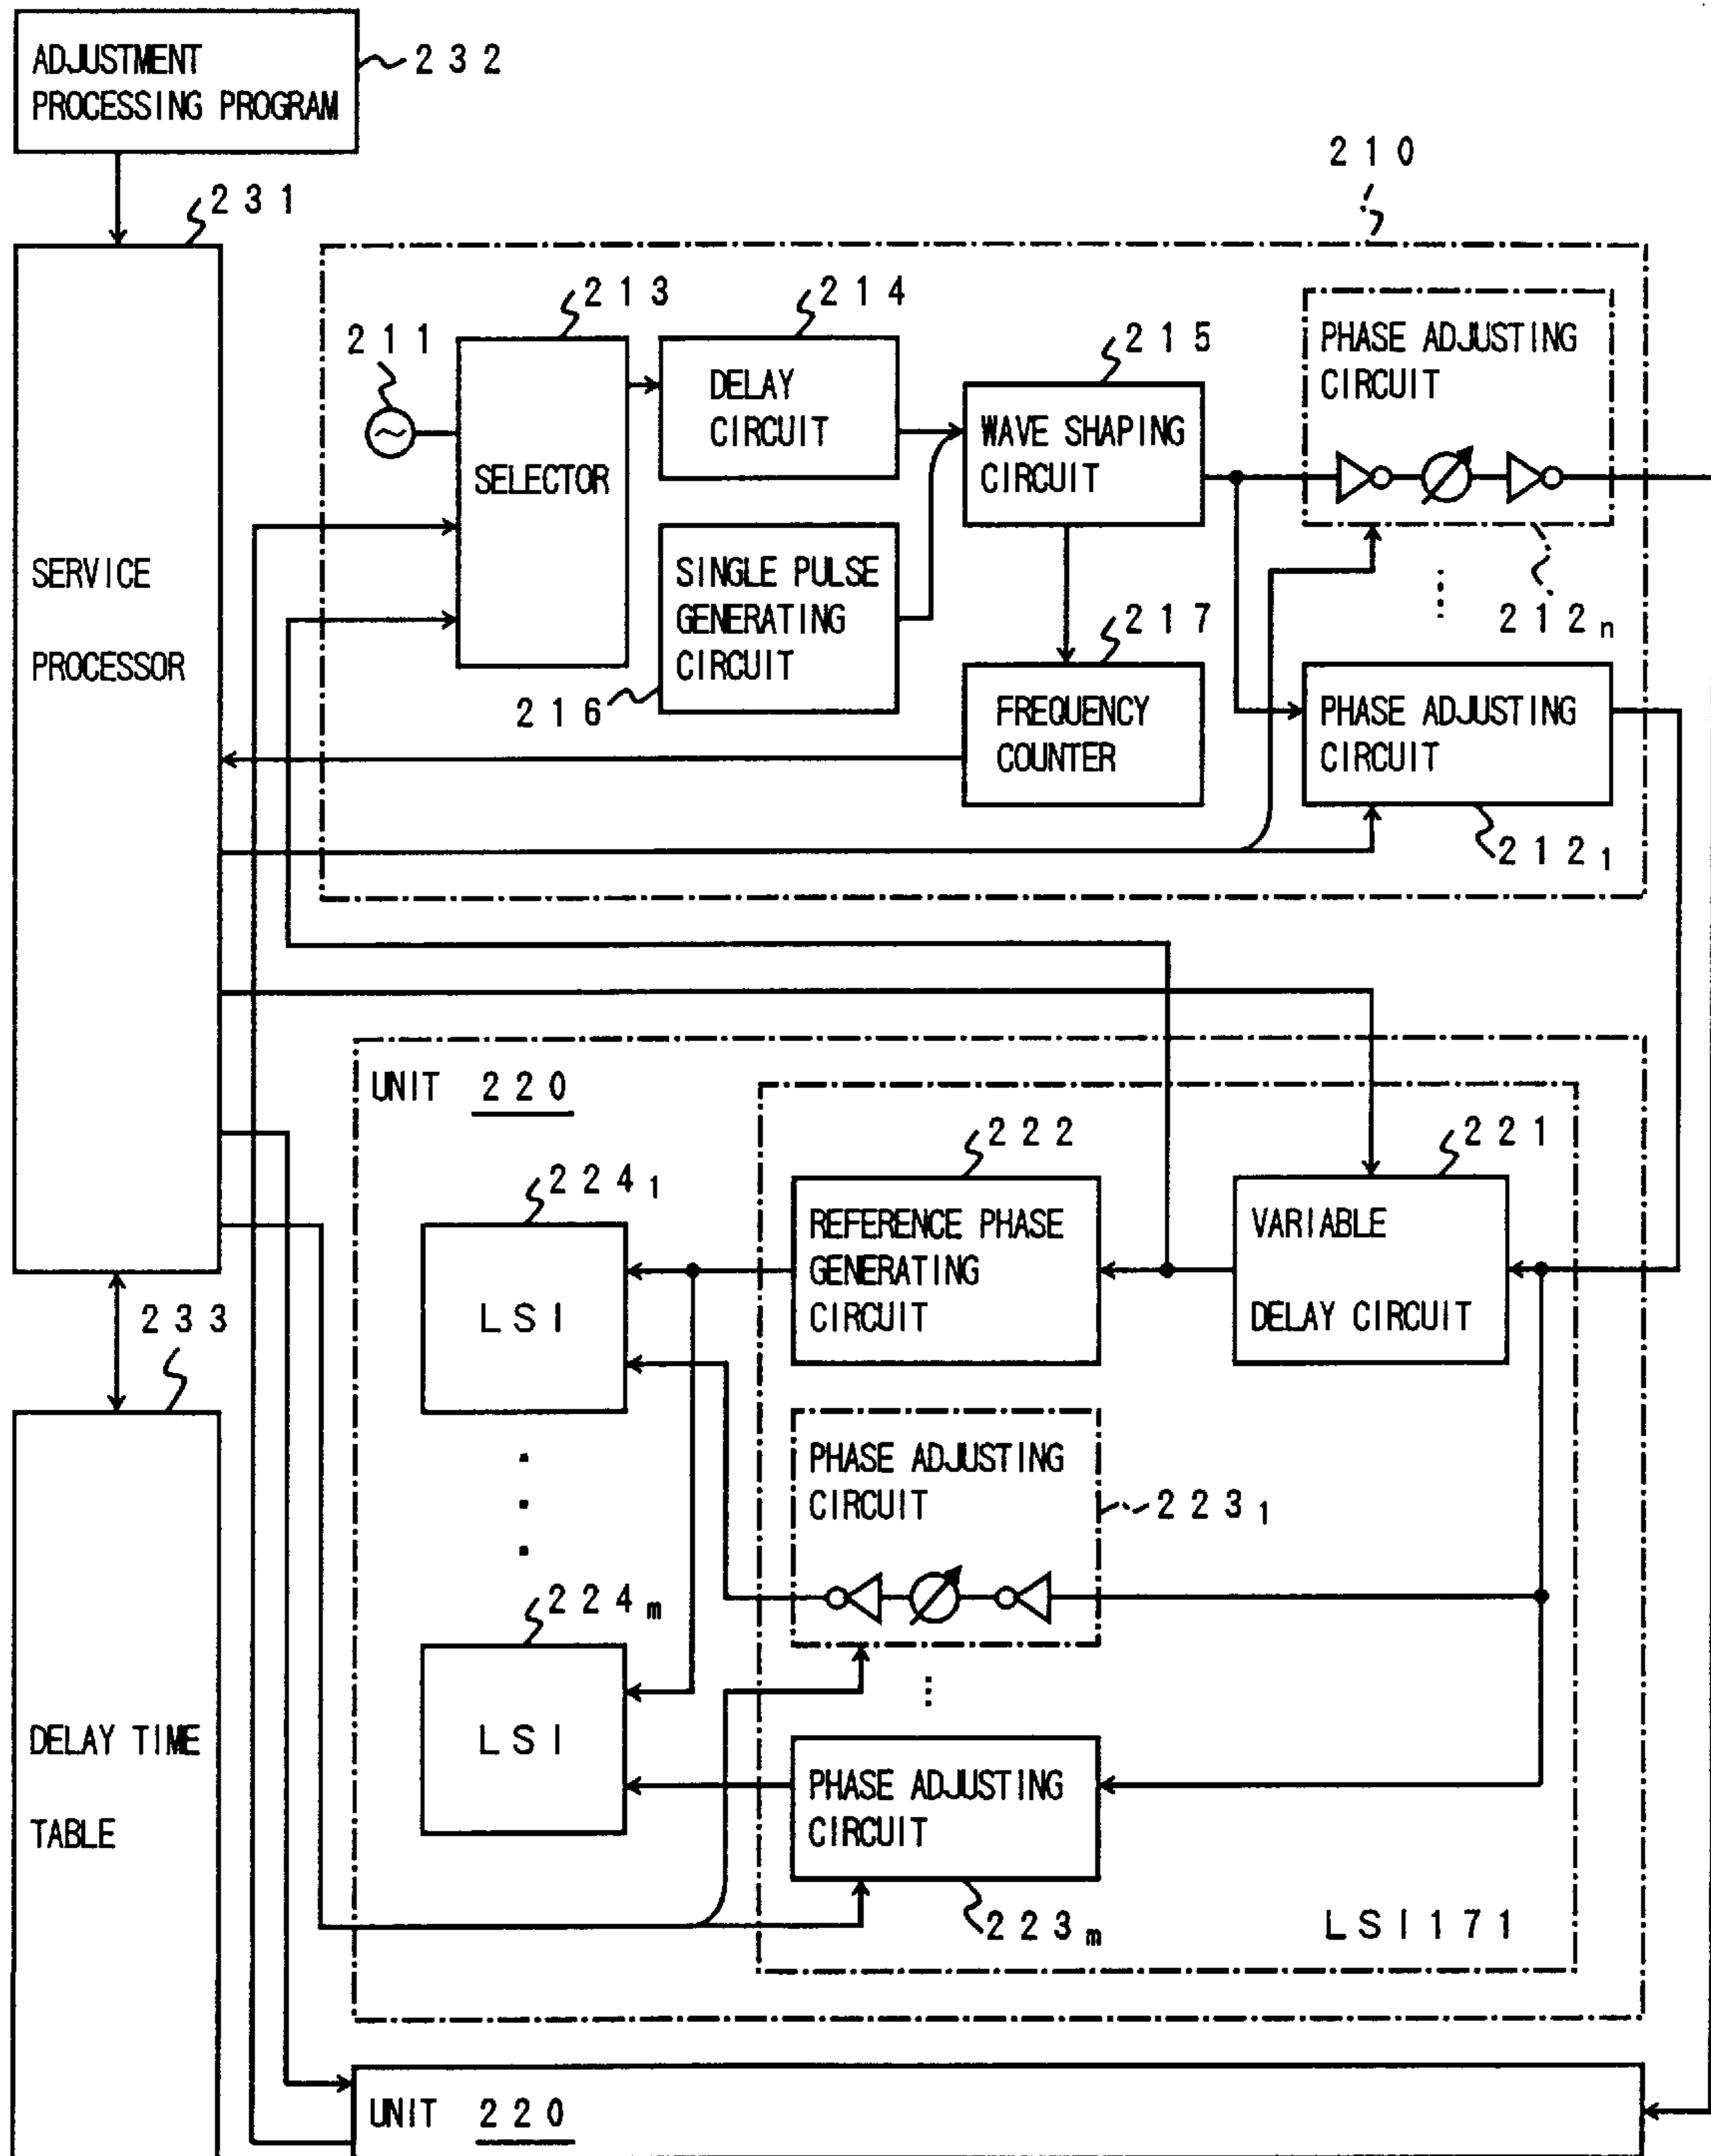 ADJUSTMENT
PROCESSING PROGRAM
232
210
231
213
214
211
215
PHASE ADJUSTING
CIRCUIT
DELAY
CIRCUIT
WAVE SHAPING
CIRCUIT
SELECTOR
SERVICE
PROCESSOR
SINGLE PULSE
GENERATING
CIRCUIT
217
212n
216
FREQUENCY
COUNTER
PHASE ADJUSTING
CIRCUIT
2121
UNIT 220
222
221
2241
REFERENCE PHASE
GENERATING
CIRCUIT
VARIABLE
DELAY CIRCUIT
LSI
233
PHASE ADJUSTING
CIRCUIT
2231
224m
LSI
DELAY TIME
TABLE
PHASE ADJUSTING
CIRCUIT
223m
LSI171
UNIT 220